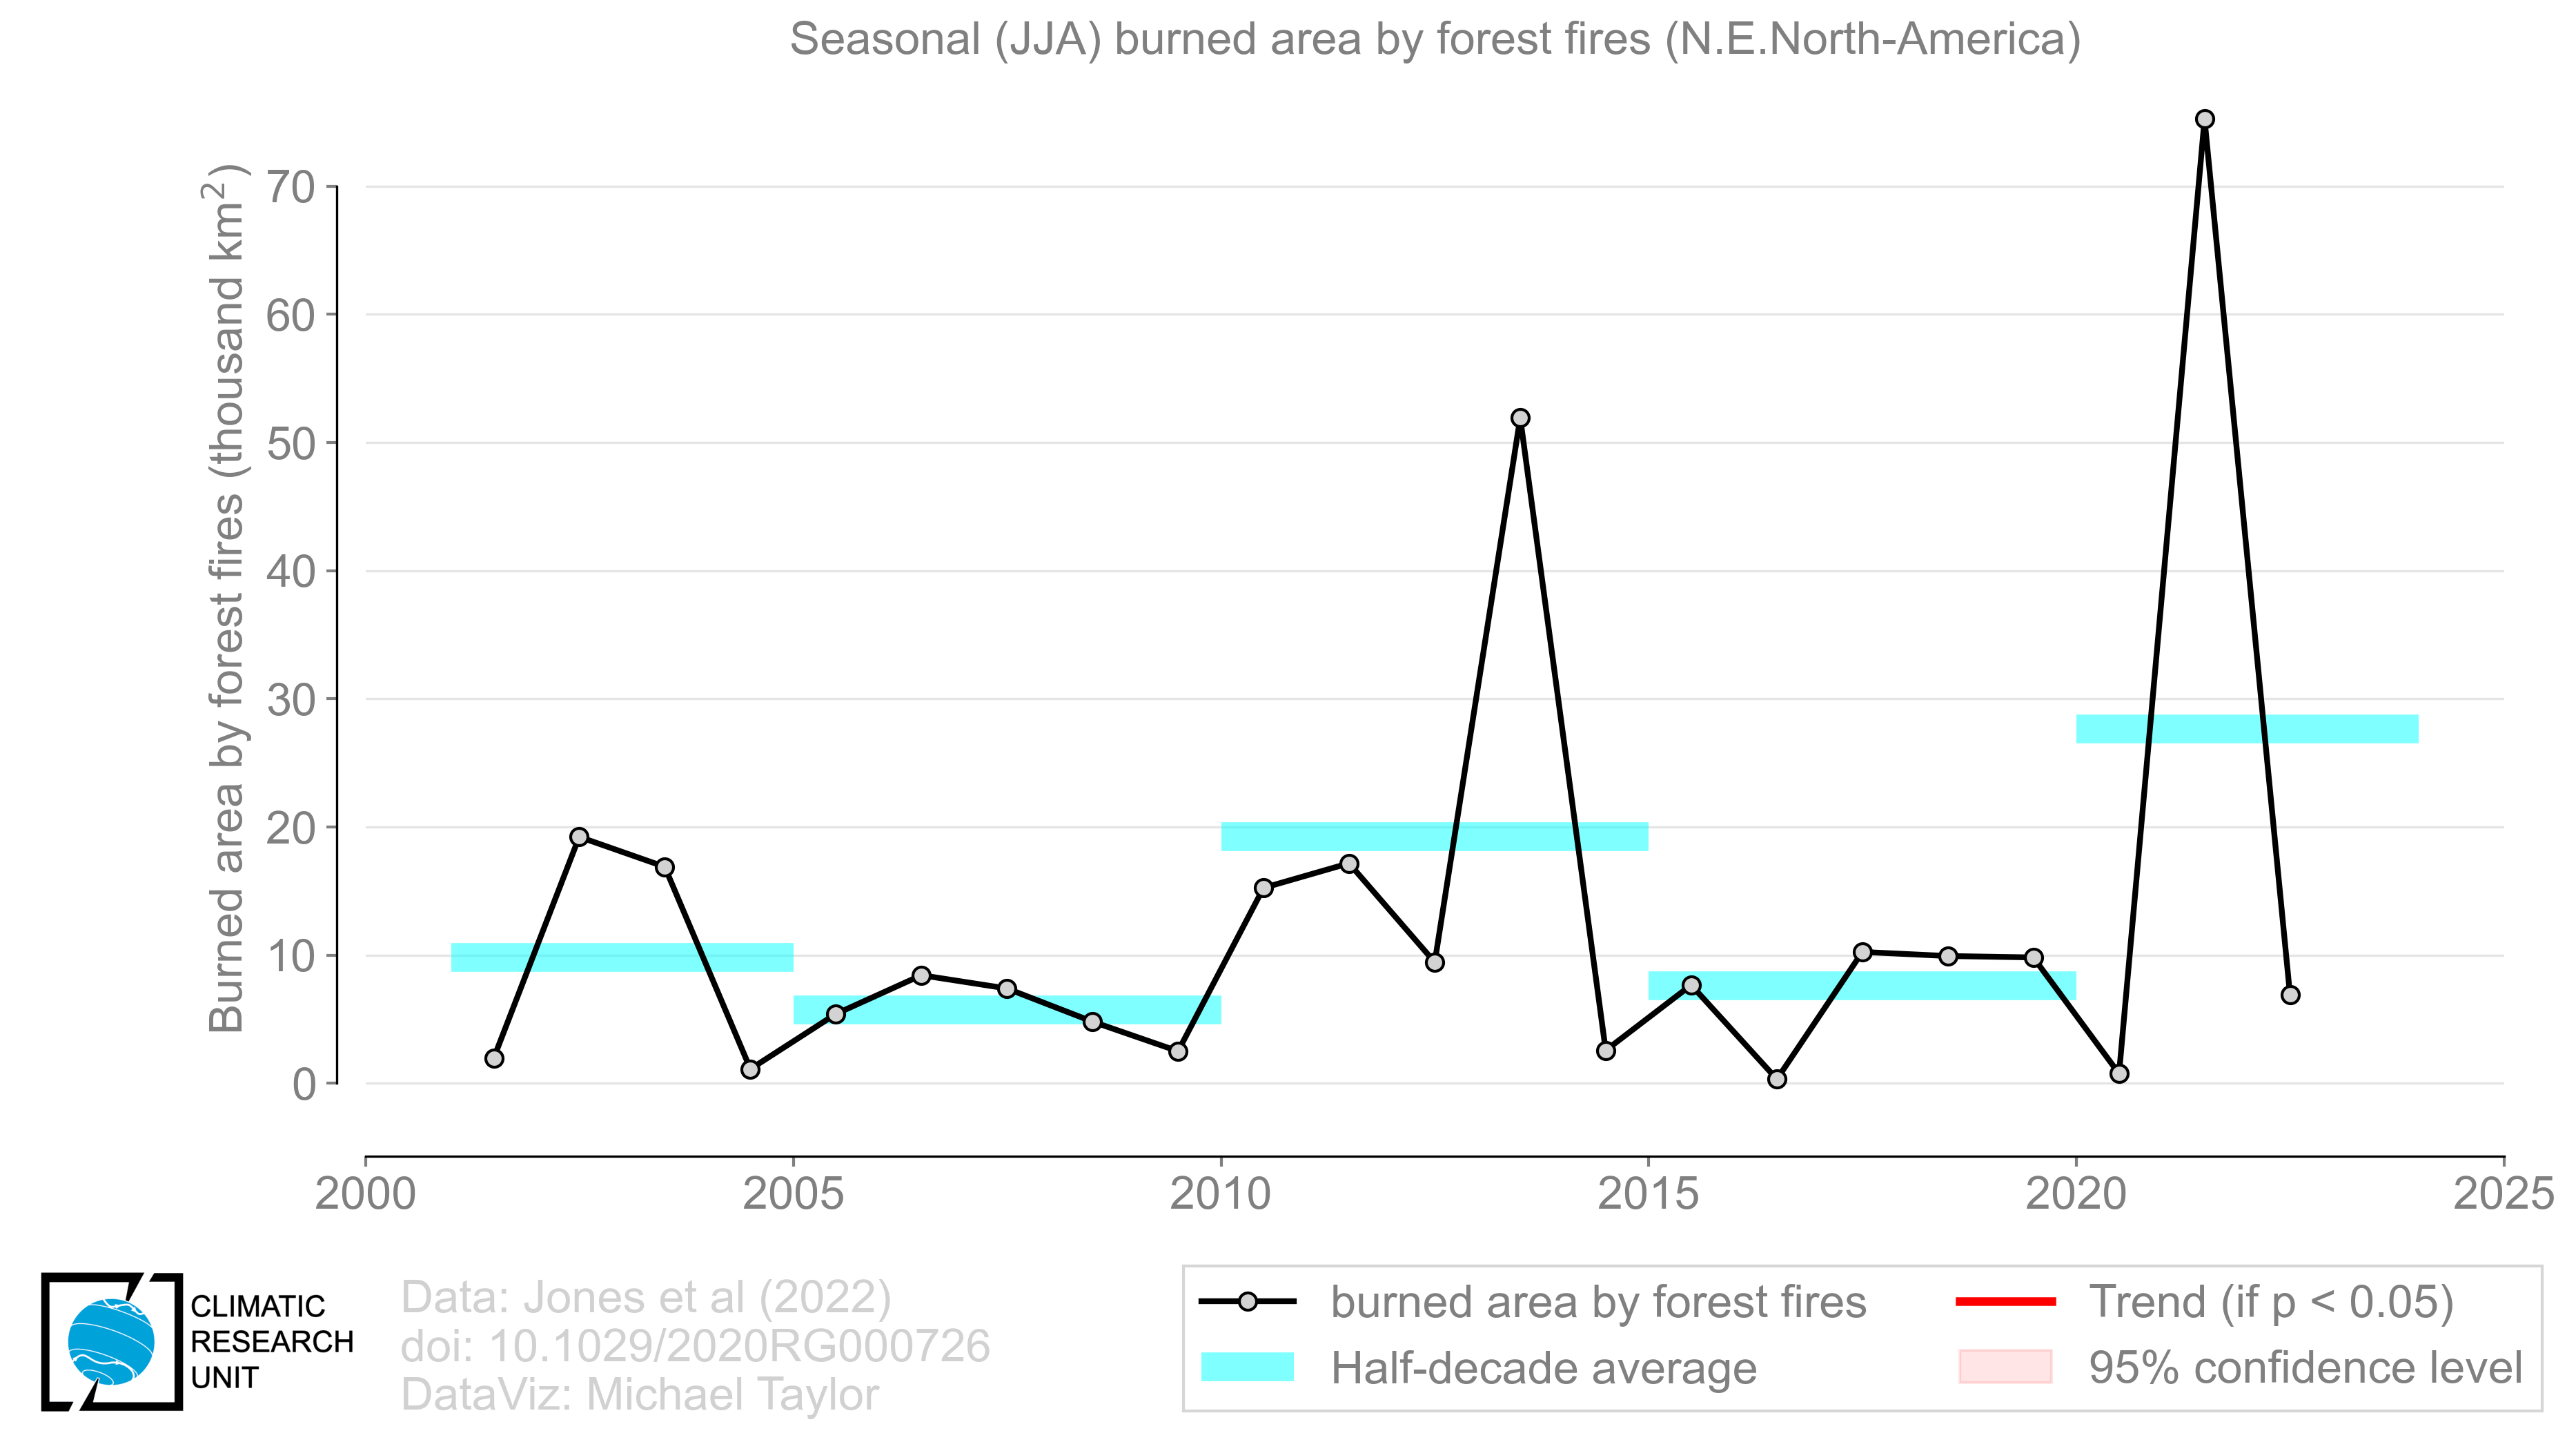 Seasonal (JJA) burned area by forest fires (N.E.North-America)
Burned area by forest fires (thousand km²)
70
60
50
40
30
20
10
0
2000
2005
2010
2015
2020
2025
CLIMATIC
RESEARCH
UNIT
Data: Jones et al (2022)
doi: 10.1029/2020RG000726
DataViz: Michael Taylor
burned area by forest fires
Half-decade average
Trend (if p < 0.05)
95% confidence level